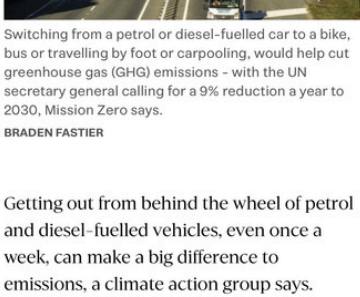 Switching from a petrol or diesel-fuelled car to a bike,
bus or travelling by foot or carpooling, would help cut
greenhouse gas (GHG) emissions - with the UN
secretary general calling for a 9% reduction a year to
2030, Mission Zero says.
BRADEN FASTIER
Getting out from behind the wheel of petrol
and diesel-fuelled vehicles, even once a
week, can make a big difference to
emissions, a climate action group says.